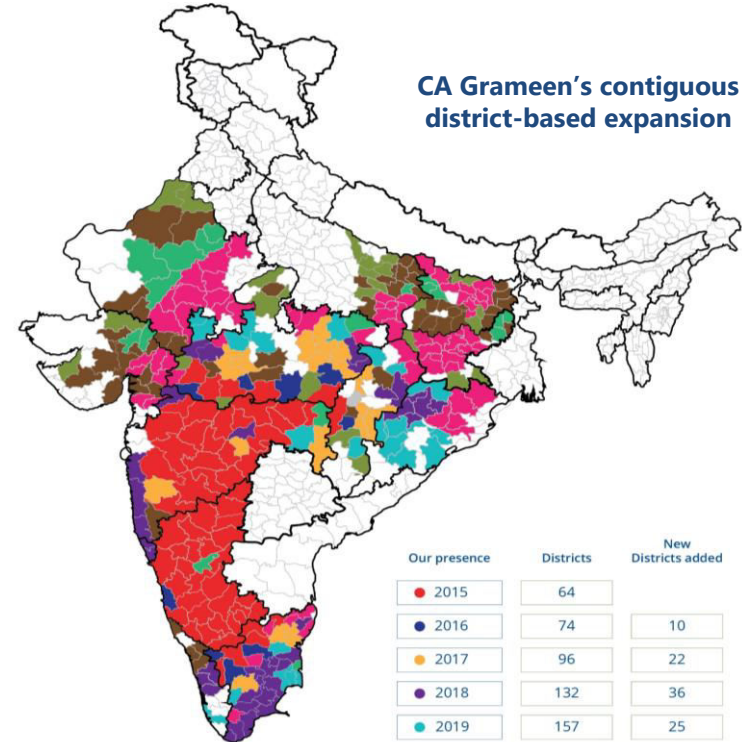 CA Grameen’s contiguous
district-based expansion
Our presence Districts New
Districts added
2015 64
2016 74 10
2017 96 22
2018 132 36
2019 157 25